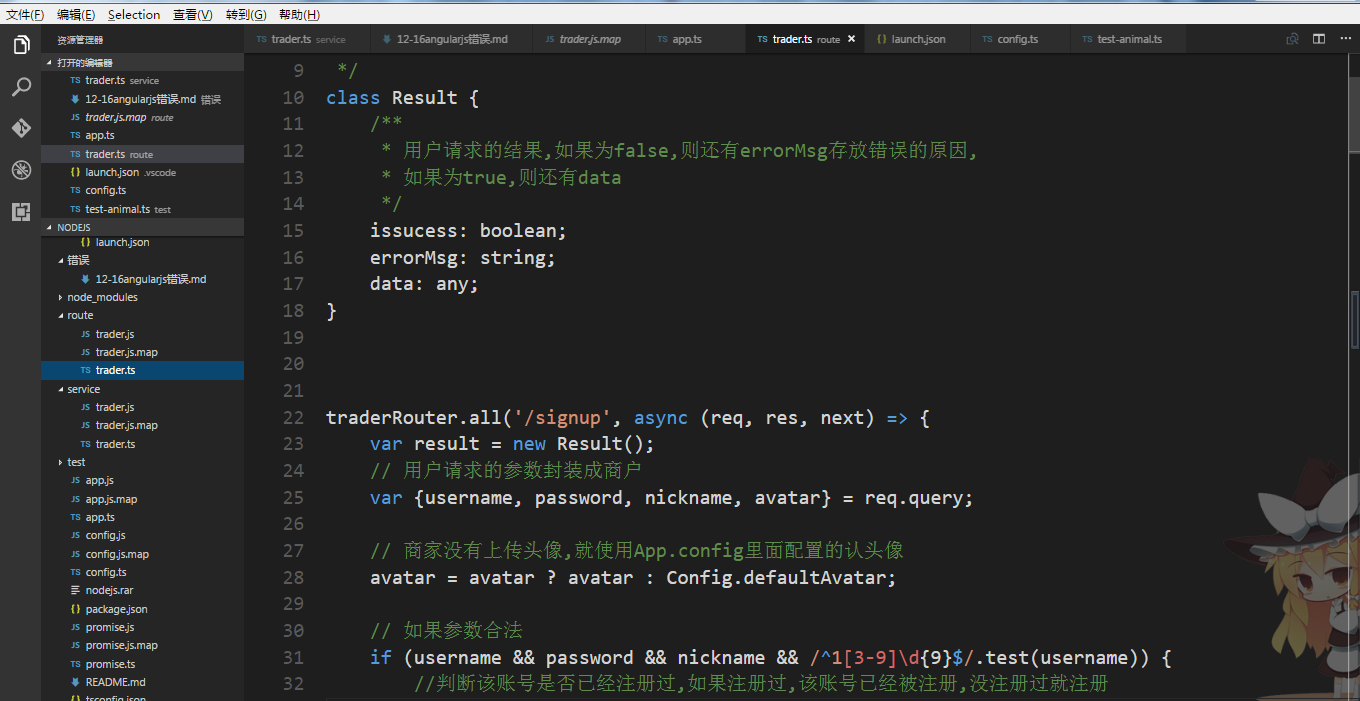 文件(F) 编辑(E) Selection 查看(V) 转到(G) 帮助(H)
资源管理器
打开的编辑器
TS trader.ts service
12-16angularjs错误.md 错误
JS trader.js.map route
TS app.ts
TS trader.ts route
{} launch.json .vscode
TS config.ts
TS test-animal.ts test
NODEJS
{} launch.json
错误
12-16angularjs错误.md
node_modules
route
JS trader.js
JS trader.js.map
TS trader.ts
service
JS trader.js
JS trader.js.map
TS trader.ts
test
JS app.js
JS app.js.map
TS app.ts
JS config.js
JS config.js.map
TS config.ts
nodejs.rar
{} package.json
JS promise.js
JS promise.js.map
TS promise.ts
README.md
{} tsconfig.json
TS trader.ts service 12-16angularjs错误.md JS trader.js.map TS app.ts TS trader.ts route × {} launch.json TS config.ts TS test-animal.ts ···
9 */
10 class Result {
11 /**
12 * 用户请求的结果,如果为false,则还有errorMsg存放错误的原因,
13 * 如果为true,则还有data
14 */
15 issucess: boolean;
16 errorMsg: string;
17 data: any;
18 }
19
20
21
22 traderRouter.all('/signup', async (req, res, next) => {
23 var result = new Result();
24 // 用户请求的参数封装成商户
25 var {username, password, nickname, avatar} = req.query;
26
27 // 商家没有上传头像,就使用App.config里面配置的认头像
28 avatar = avatar ? avatar : Config.defaultAvatar;
29
30 // 如果参数合法
31 if (username && password && nickname && /^1[3-9]\d{9}$/.test(username)) {
32 //判断该账号是否已经注册过,如果注册过,该账号已经被注册,没注册过就注册